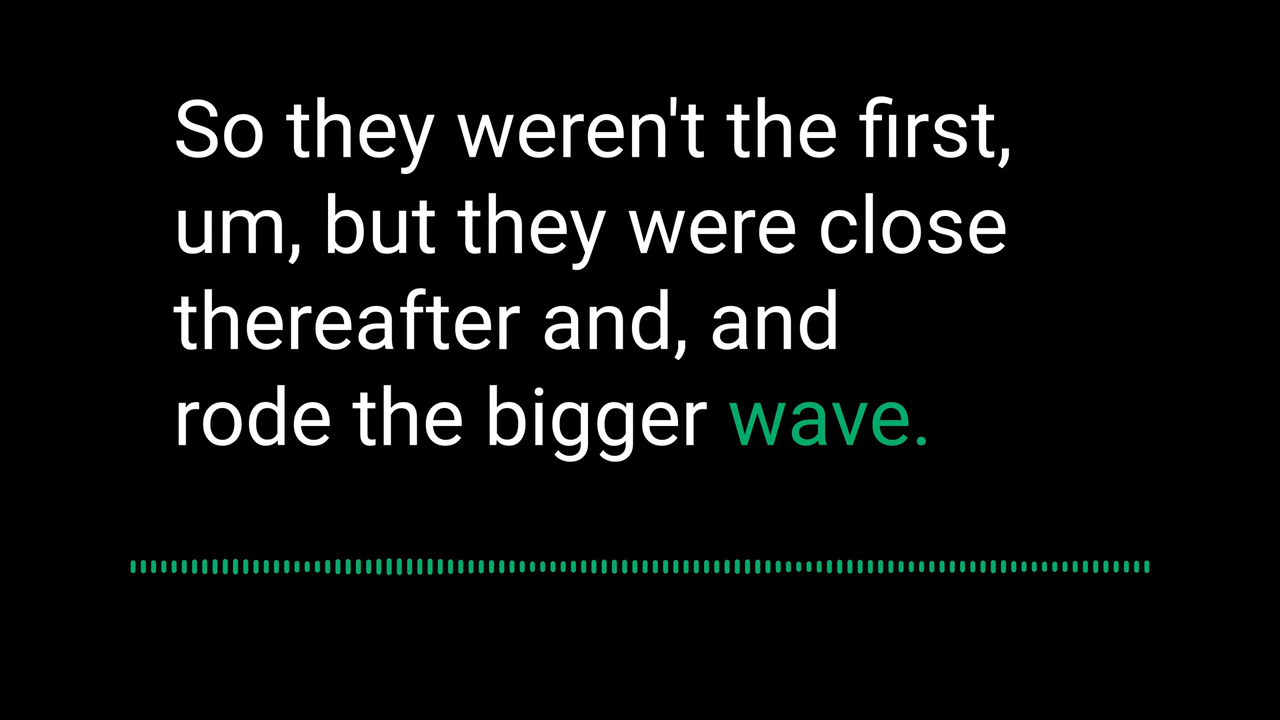 So they weren't the first,
um, but they were close
thereafter and, and
rode the bigger wave.